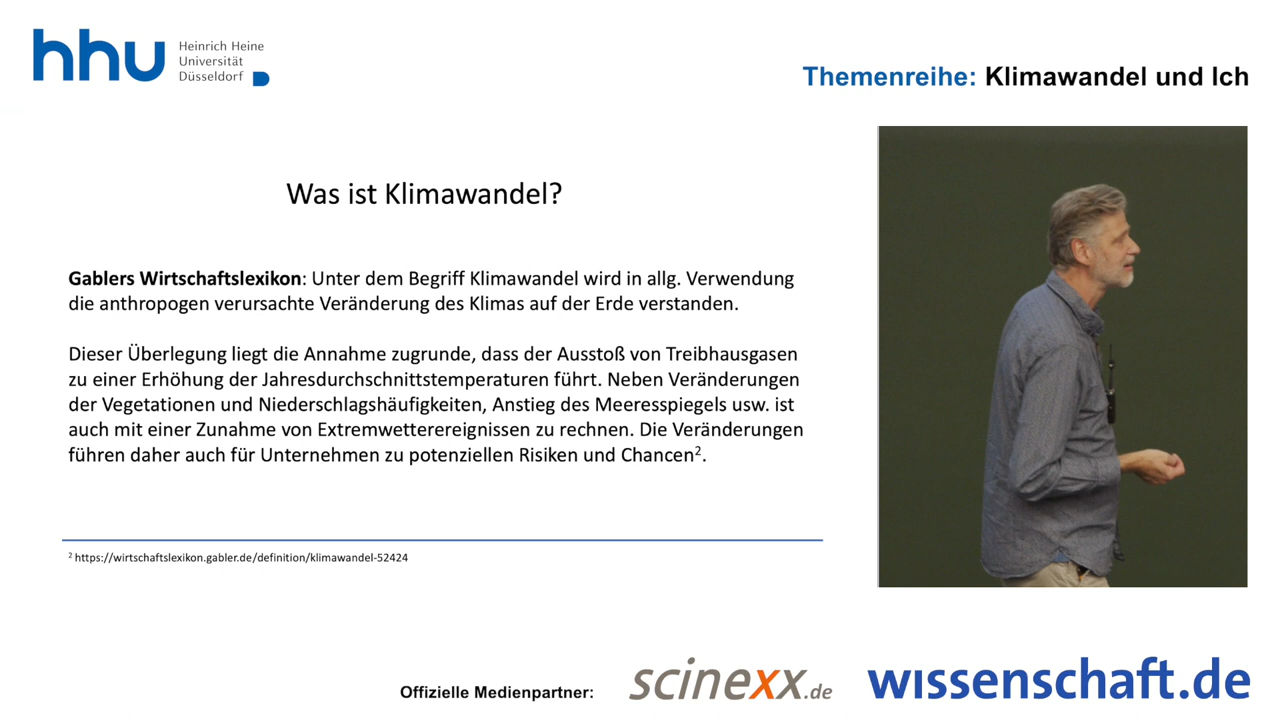 hhu Heinrich Heine
Universität
Düsseldorf
Themenreihe: Klimawandel und Ich
Was ist Klimawandel?
Gablers Wirtschaftslexikon: Unter dem Begriff Klimawandel wird in allg. Verwendung
die anthropogen verursachte Veränderung des Klimas auf der Erde verstanden.
Dieser Überlegung liegt die Annahme zugrunde, dass der Ausstoß von Treibhausgasen
zu einer Erhöhung der Jahresdurchschnittstemperaturen führt. Neben Veränderungen
der Vegetationen und Niederschlagshäufigkeiten, Anstieg des Meeresspiegels usw. ist
auch mit einer Zunahme von Extremwetterereignissen zu rechnen. Die Veränderungen
führen daher auch für Unternehmen zu potenziellen Risiken und Chancen².
² https://wirtschaftslexikon.gabler.de/definition/klimawandel-52424
Offizielle Medienpartner: scinexx.de wissenschaft.de